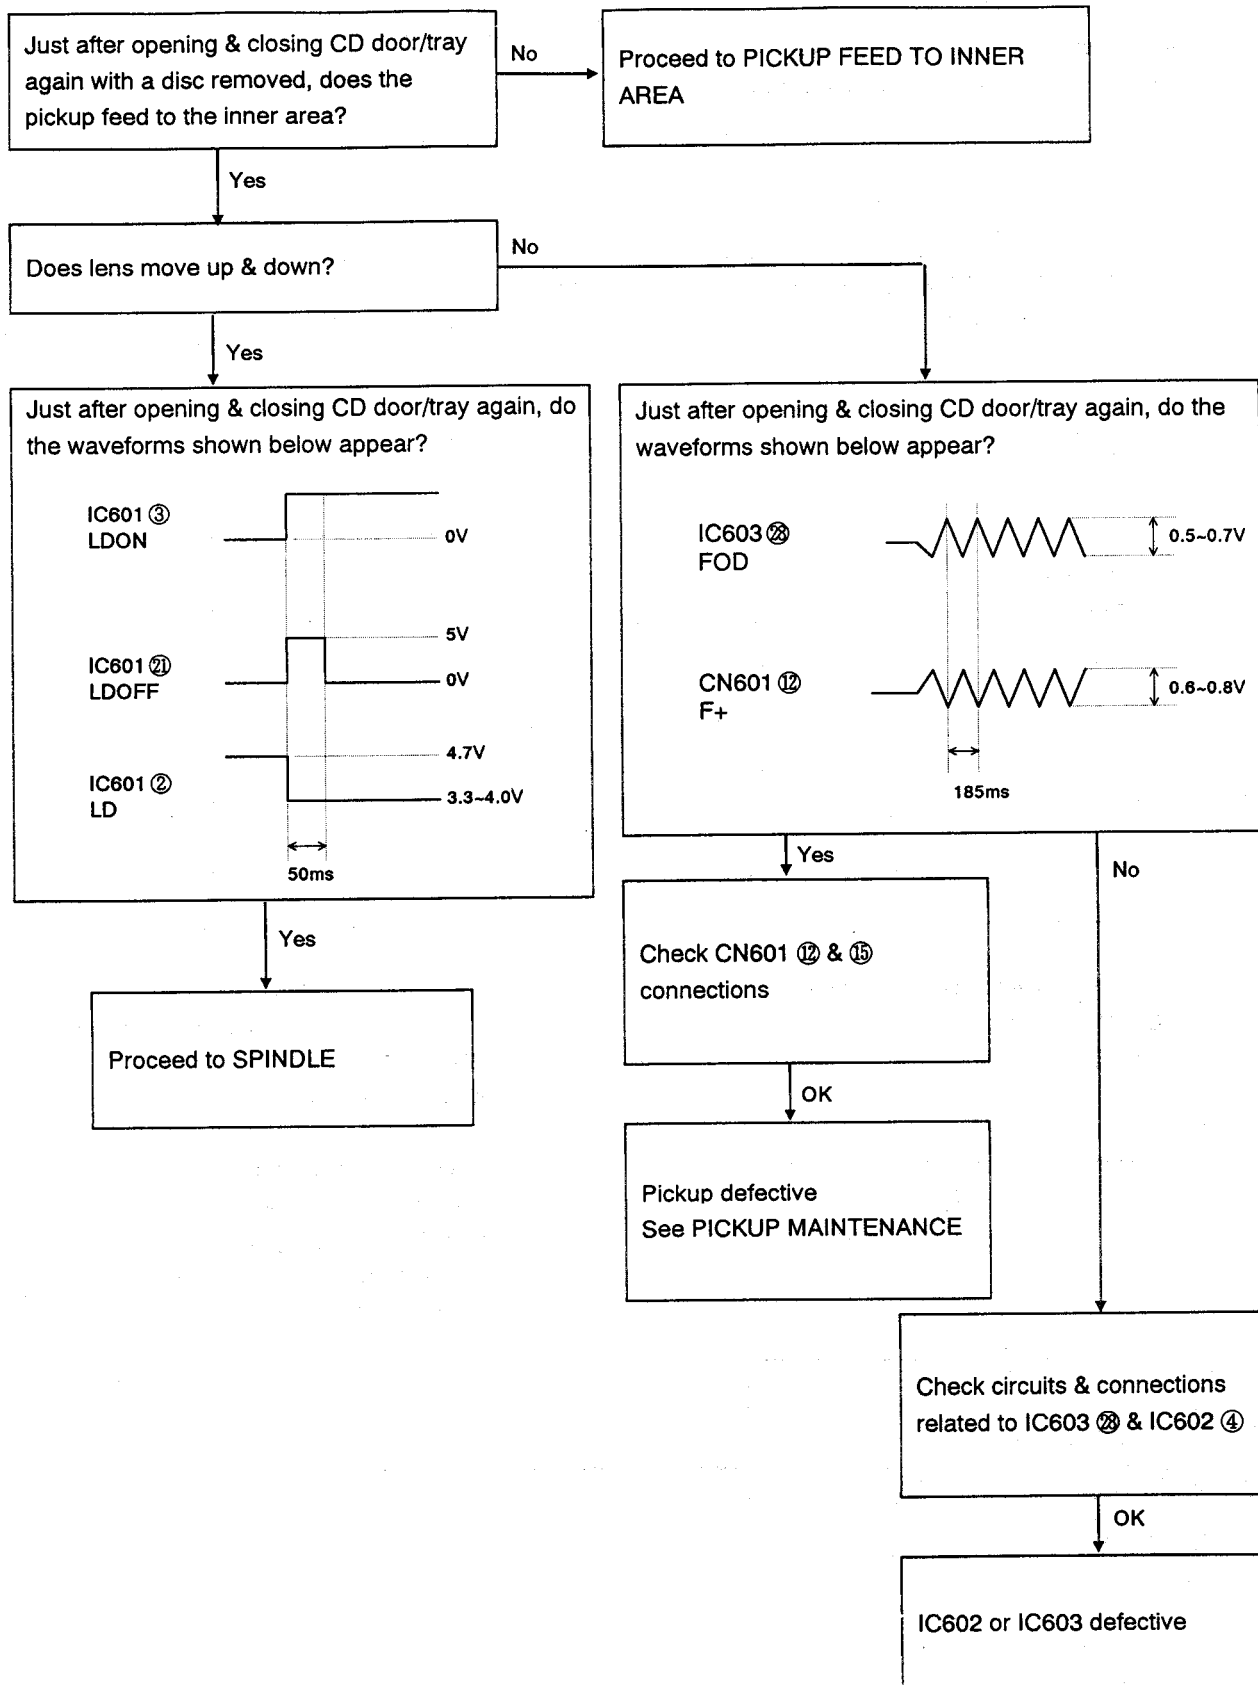 Just after opening & closing CD door/tray
again with a disc removed, does the
pickup feed to the inner area?
No
Proceed to PICKUP FEED TO INNER
AREA
Yes
Does lens move up & down?
No
Yes
Just after opening & closing CD door/tray again, do
the waveforms shown below appear?
IC601 ③
LDON
0V
IC601 ㉑
LDOFF
5V
0V
IC601 ②
LD
4.7V
3.3~4.0V
50ms
Yes
Proceed to SPINDLE
Just after opening & closing CD door/tray again, do the
waveforms shown below appear?
IC603 ㉘
FOD
0.5~0.7V
CN601 ⑫
F+
0.6~0.8V
185ms
Yes
No
Check CN601 ⑫ & ⑮
connections
OK
Pickup defective
See PICKUP MAINTENANCE
Check circuits & connections
related to IC603 ㉘ & IC602 ④
OK
IC602 or IC603 defective